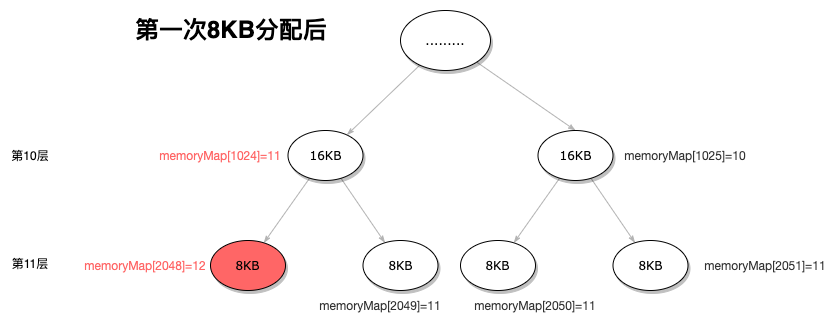 第一次8KB分配后
.........
第10层
memoryMap[1024]=11
16KB
16KB
memoryMap[1025]=10
第11层
memoryMap[2048]=12
8KB
8KB
8KB
8KB
memoryMap[2051]=11
memoryMap[2049]=11
memoryMap[2050]=11